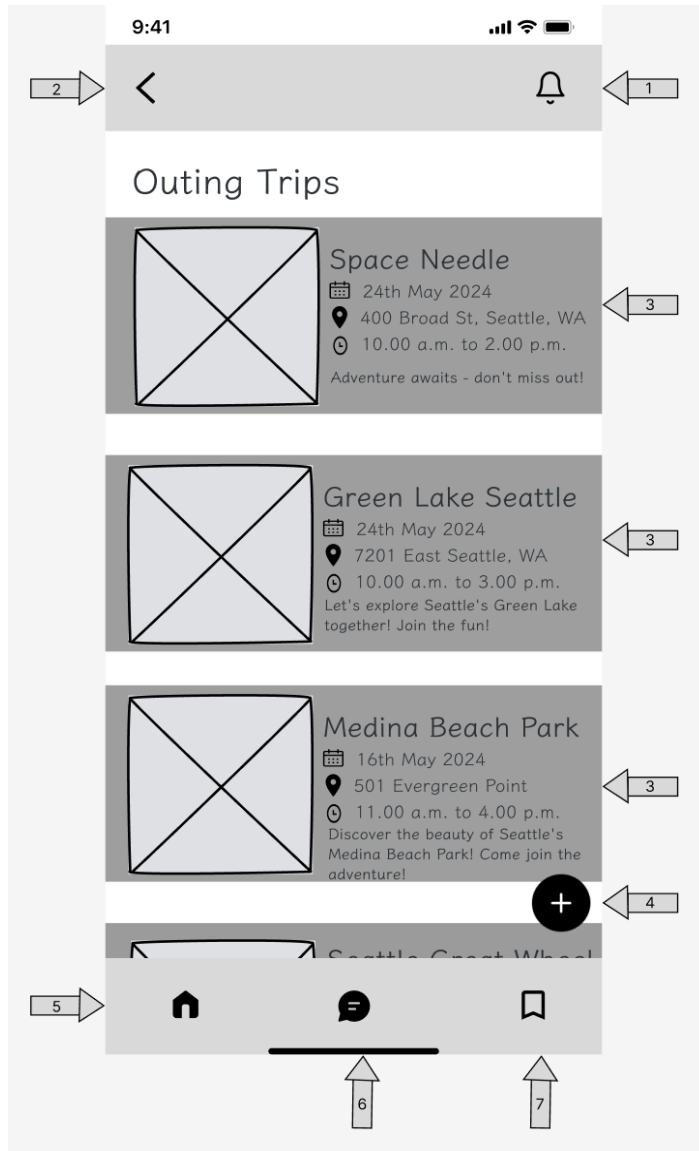 9:41
2
1
Outing Trips
Space Needle
24th May 2024
400 Broad St, Seattle, WA
10.00 a.m. to 2.00 p.m.
Adventure awaits - don't miss out!
3
Green Lake Seattle
24th May 2024
7201 East Seattle, WA
10.00 a.m. to 3.00 p.m.
Let's explore Seattle's Green Lake
together! Join the fun!
3
Medina Beach Park
16th May 2024
501 Evergreen Point
11.00 a.m. to 4.00 p.m.
Discover the beauty of Seattle's
Medina Beach Park! Come join the
adventure!
3
4
Seattle Great Wheel
5
6
7